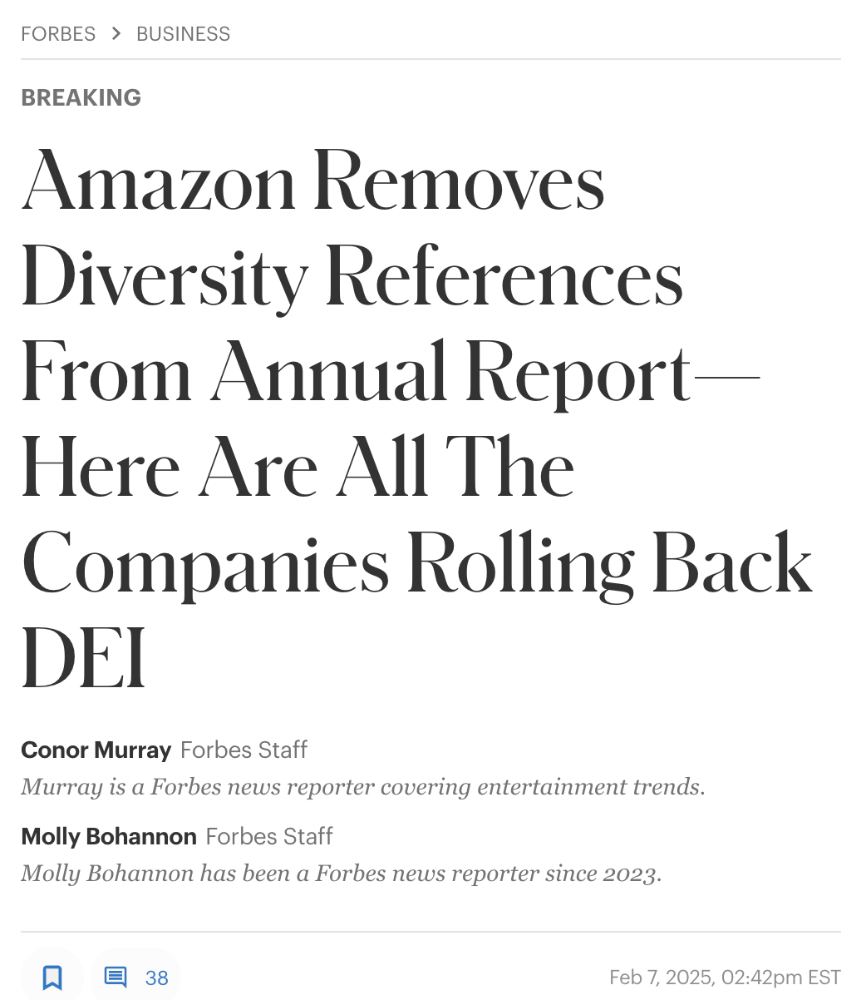 FORBES > BUSINESS
BREAKING
Amazon Removes
Diversity References
From Annual Report—
Here Are All The
Companies Rolling Back
DEI
Conor Murray Forbes Staff
Murray is a Forbes news reporter covering entertainment trends.
Molly Bohannon Forbes Staff
Molly Bohannon has been a Forbes news reporter since 2023.
38 Feb 7, 2025, 02:42pm EST